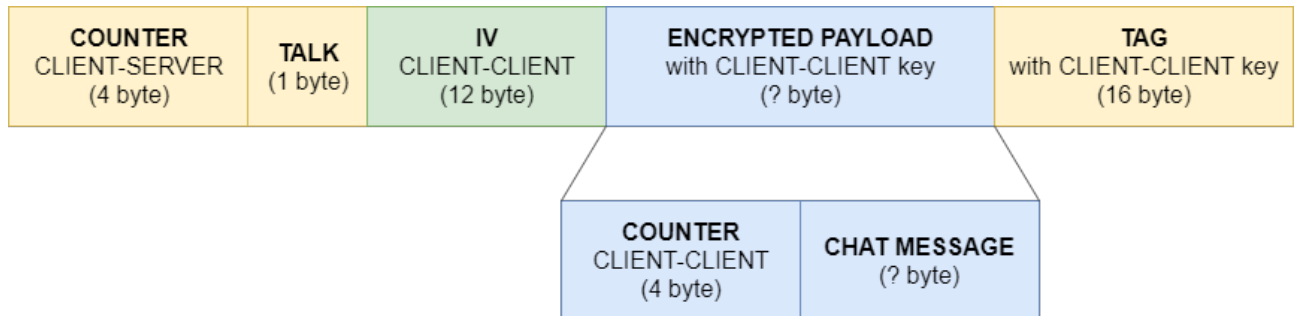 COUNTER
CLIENT-SERVER
(4 byte)
TALK
(1 byte)
IV
CLIENT-CLIENT
(12 byte)
ENCRYPTED PAYLOAD
with CLIENT-CLIENT key
(? byte)
TAG
with CLIENT-CLIENT key
(16 byte)
COUNTER
CLIENT-CLIENT
(4 byte)
CHAT MESSAGE
(? byte)